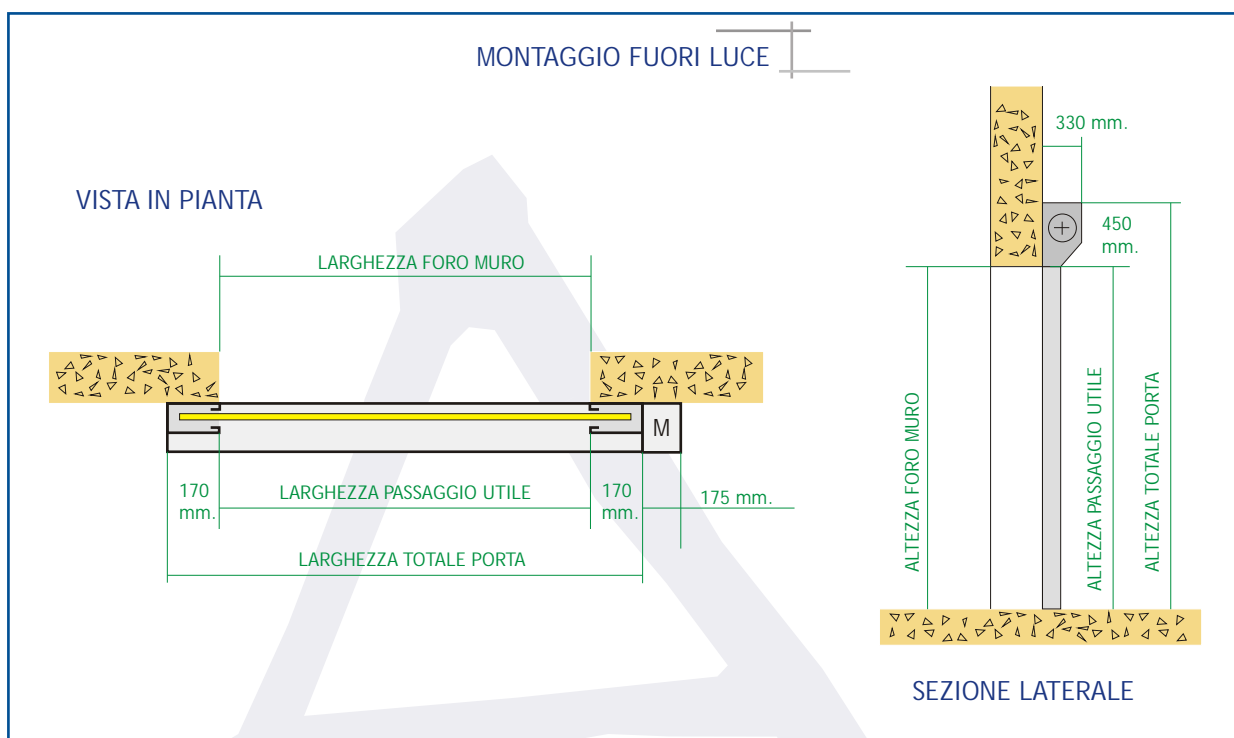 MONTAGGIO FUORI LUCE
VISTA IN PIANTA
LARGHEZZA FORO MURO
M
170
mm.
LARGHEZZA PASSAGGIO UTILE
170
mm.
175 mm.
LARGHEZZA TOTALE PORTA
330 mm.
450
mm.
ALTEZZA FORO MURO
ALTEZZA PASSAGGIO UTILE
ALTEZZA TOTALE PORTA
SEZIONE LATERALE